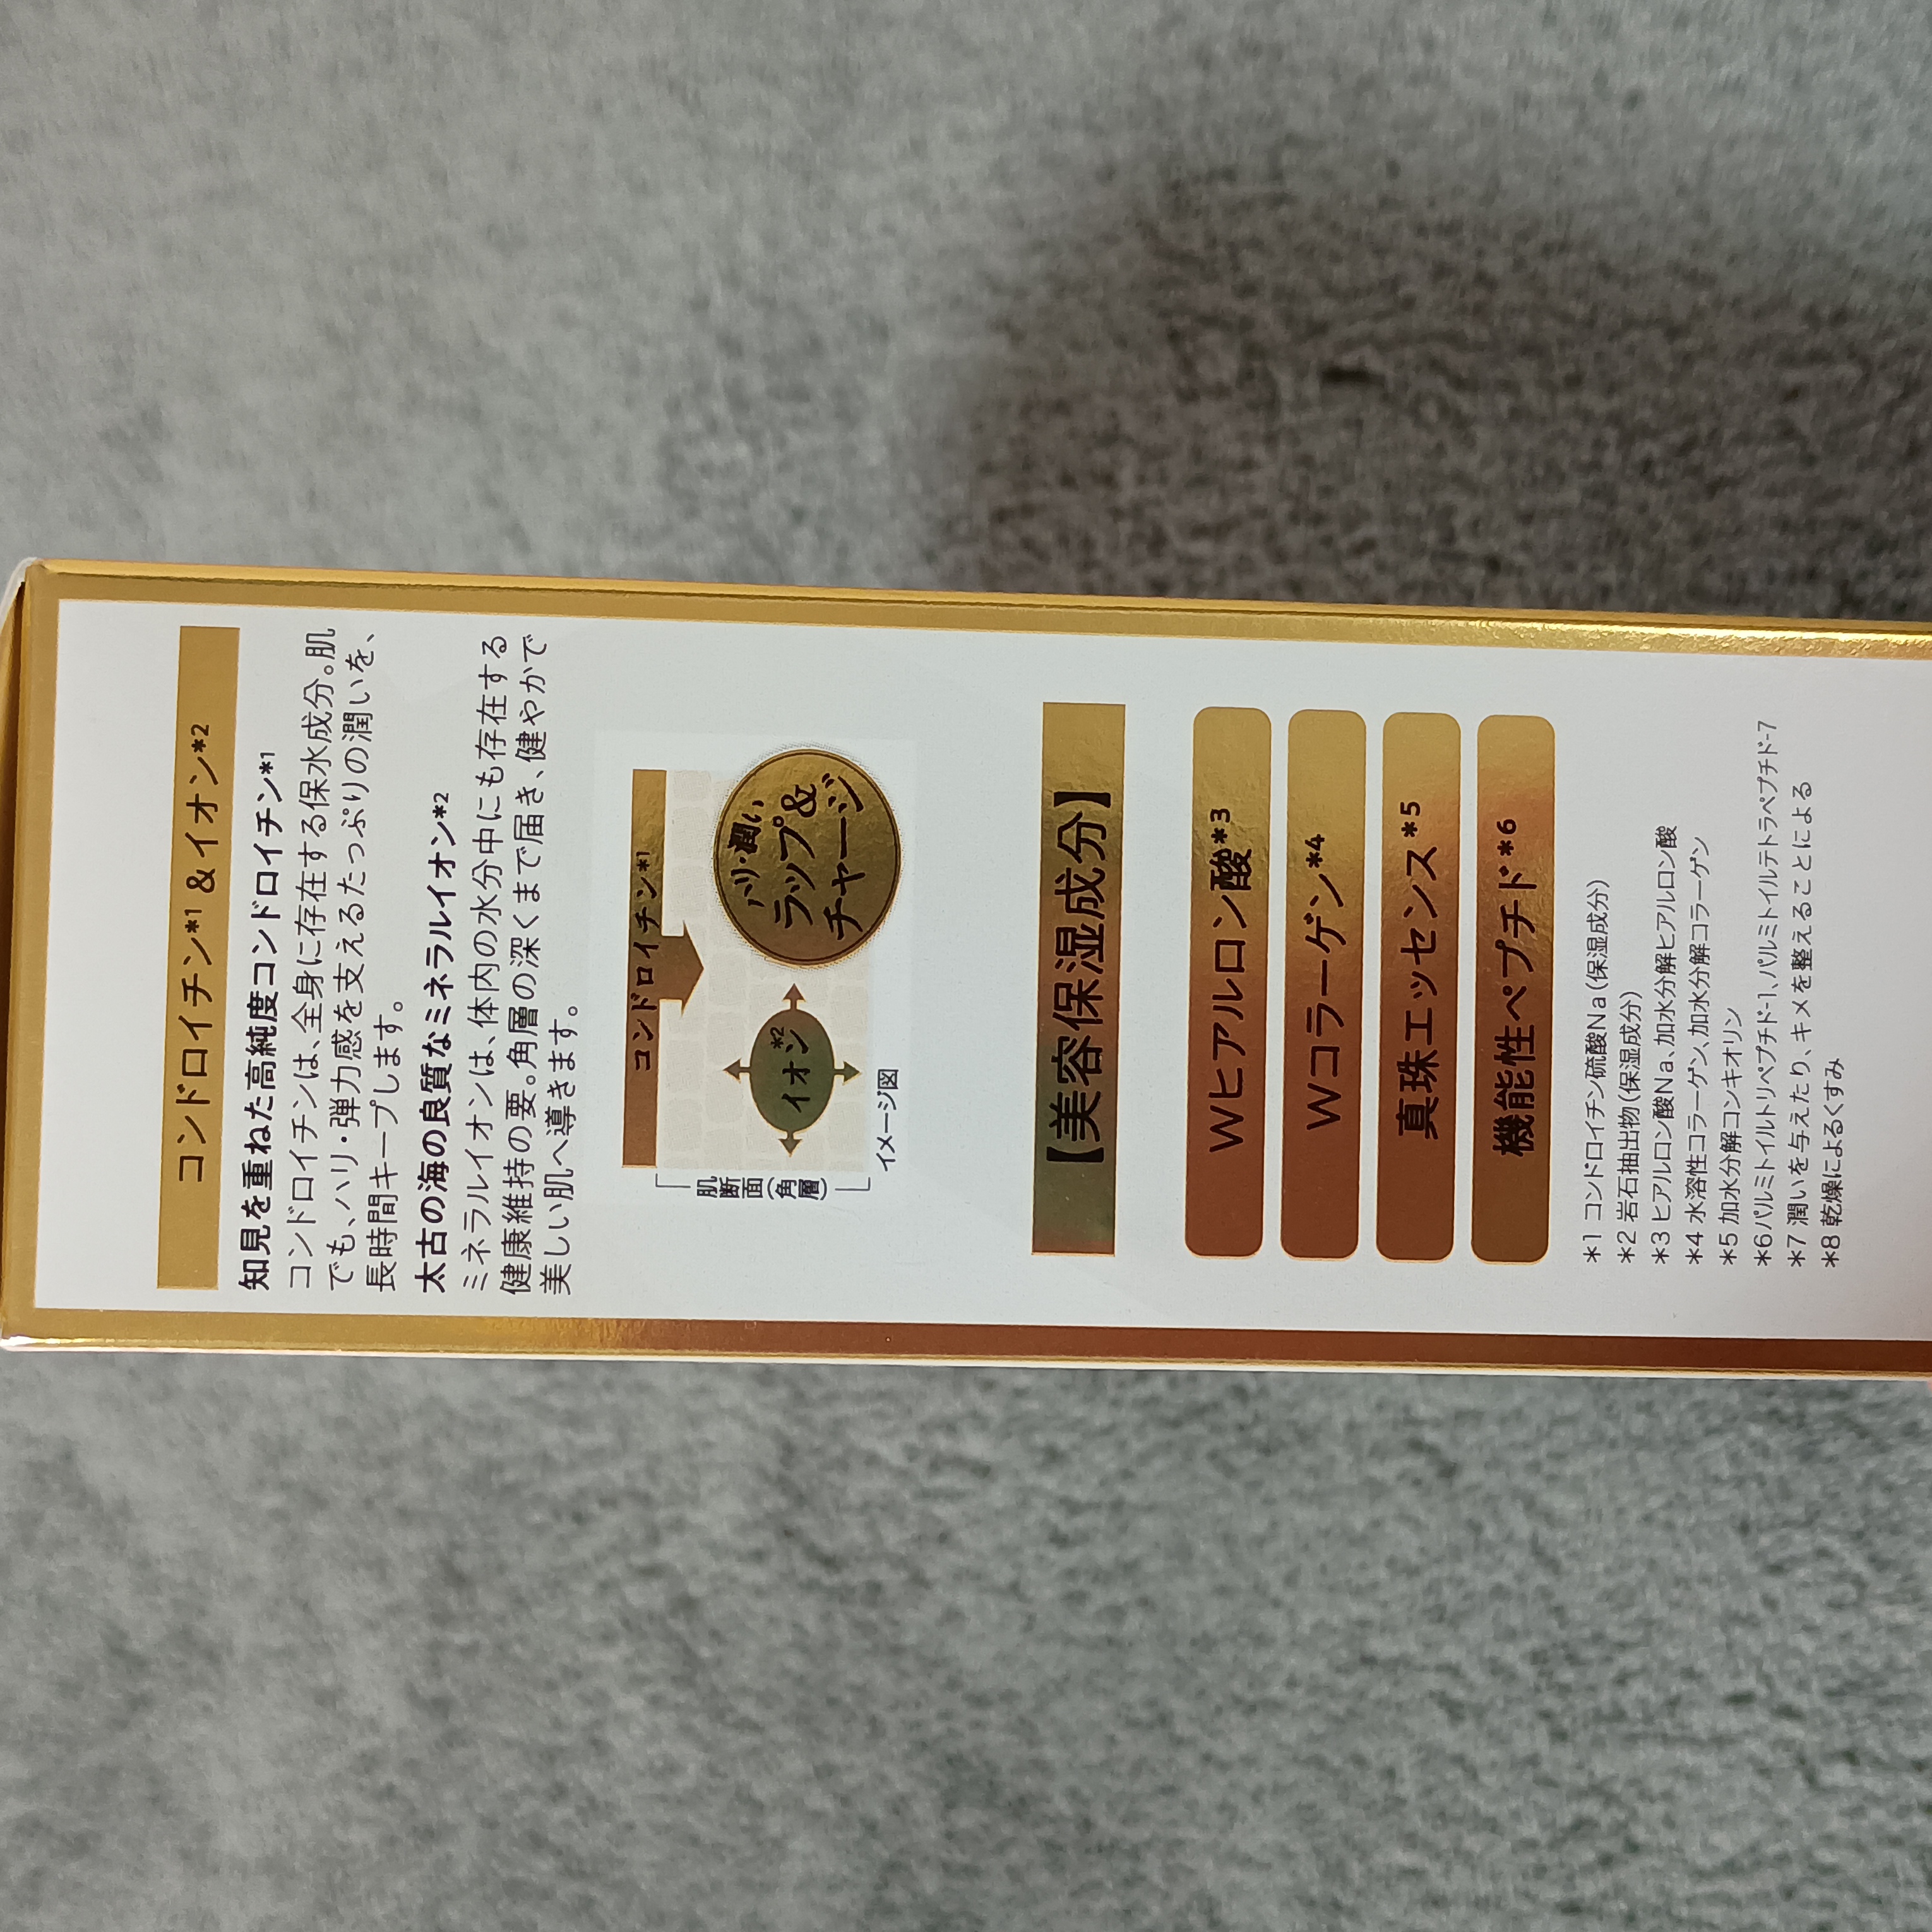 コンドロイチン*1 & イオン*2
知見を重ねた高純度コンドロイチン*1
コンドロイチンは、全身に存在する保水成分。肌
でも、ハリ・弾力感を支えるたっぷりの潤いを、
長時間キープします。
太古の海の良質なミネラルイオン*2
ミネラルイオンは、体内の水分中にも存在する
健康維持の要。角層の深くまで届き、健やかで
美しい肌へ導きます。
コンドロイチン*1
肌
断面
(角層)
イオン*2
ハリ・潤い
ラップ&
チャージ
イメージ図
【美容保湿成分】
Wヒアルロン酸*3
Wコラーゲン*4
真珠エッセンス*5
機能性ペプチド*6
*1 コンドロイチン硫酸Na(保湿成分)
*2 岩石抽出物(保湿成分)
*3 ヒアルロン酸Na、加水分解ヒアルロン酸
*4 水溶性コラーゲン、加水分解コラーゲン
*5 加水分解コンキオリン
*6 パルミトイルトリペプチド-1、パルミトイルテトラペプチド-7
*7 潤いを与えたり、キメを整えることによる
*8 乾燥によるくすみ